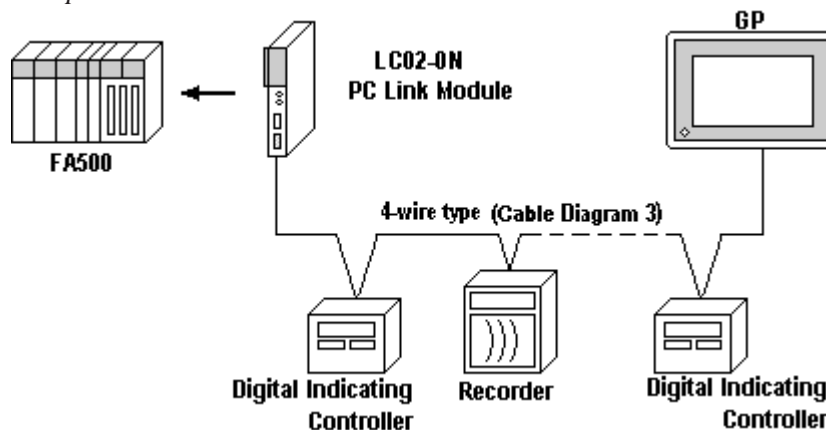 GP
LC02-0N
PC Link Module
FA500
4-wire type (Cable Diagram 3)
Digital Indicating
Controller
Recorder
Digital Indicating
Controller